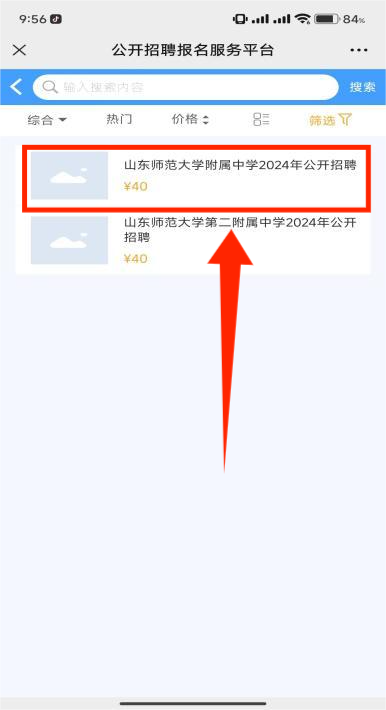 9:56
84%
公开招聘报名服务平台
输入搜索内容
搜索
综合
热门
价格
筛选
山东师范大学附属中学2024年公开招聘
¥40
山东师范大学第二附属中学2024年公开
招聘
¥40